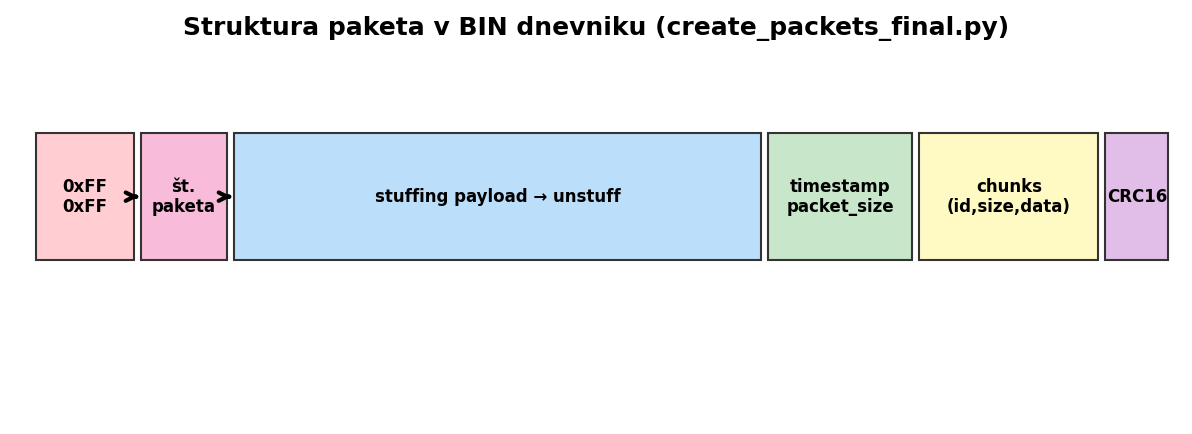 Struktura paketa v BIN dnevniku (create_packets_final.py)
0xFF
0xFF
št.
paketa
stuffing payload → unstuff
timestamp
packet_size
chunks
(id,size,data)
CRC16